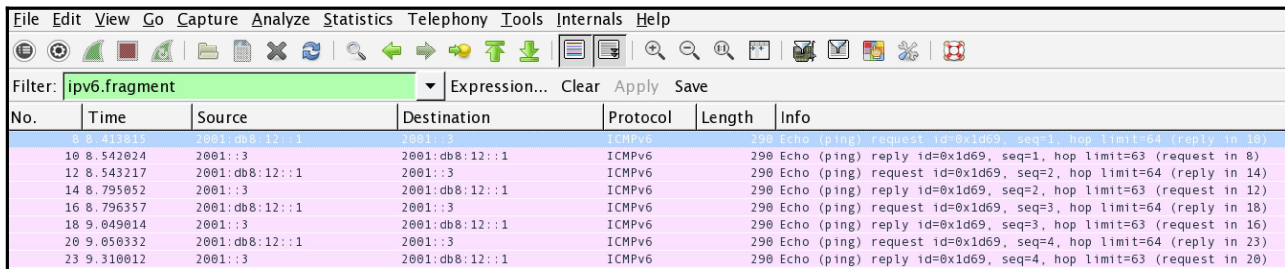 File Edit View Go Capture Analyze Statistics Telephony Tools Internals Help
Filter: ipv6.fragment Expression... Clear Apply Save
No. Time Source Destination Protocol Length Info
8 8.413815 2001:db8:12::1 2001::3 ICMPv6 290 Echo (ping) request id=0x1d69, seq=1, hop limit=64 (reply in 10)
10 8.542024 2001::3 2001:db8:12::1 ICMPv6 290 Echo (ping) reply id=0x1d69, seq=1, hop limit=63 (request in 8)
12 8.543217 2001:db8:12::1 2001::3 ICMPv6 290 Echo (ping) request id=0x1d69, seq=2, hop limit=64 (reply in 14)
14 8.795052 2001::3 2001:db8:12::1 ICMPv6 290 Echo (ping) reply id=0x1d69, seq=2, hop limit=63 (request in 12)
16 8.796357 2001:db8:12::1 2001::3 ICMPv6 290 Echo (ping) request id=0x1d69, seq=3, hop limit=64 (reply in 18)
18 9.049014 2001::3 2001:db8:12::1 ICMPv6 290 Echo (ping) reply id=0x1d69, seq=3, hop limit=63 (request in 16)
20 9.050332 2001:db8:12::1 2001::3 ICMPv6 290 Echo (ping) request id=0x1d69, seq=4, hop limit=64 (reply in 23)
23 9.310012 2001::3 2001:db8:12::1 ICMPv6 290 Echo (ping) reply id=0x1d69, seq=4, hop limit=63 (request in 20)